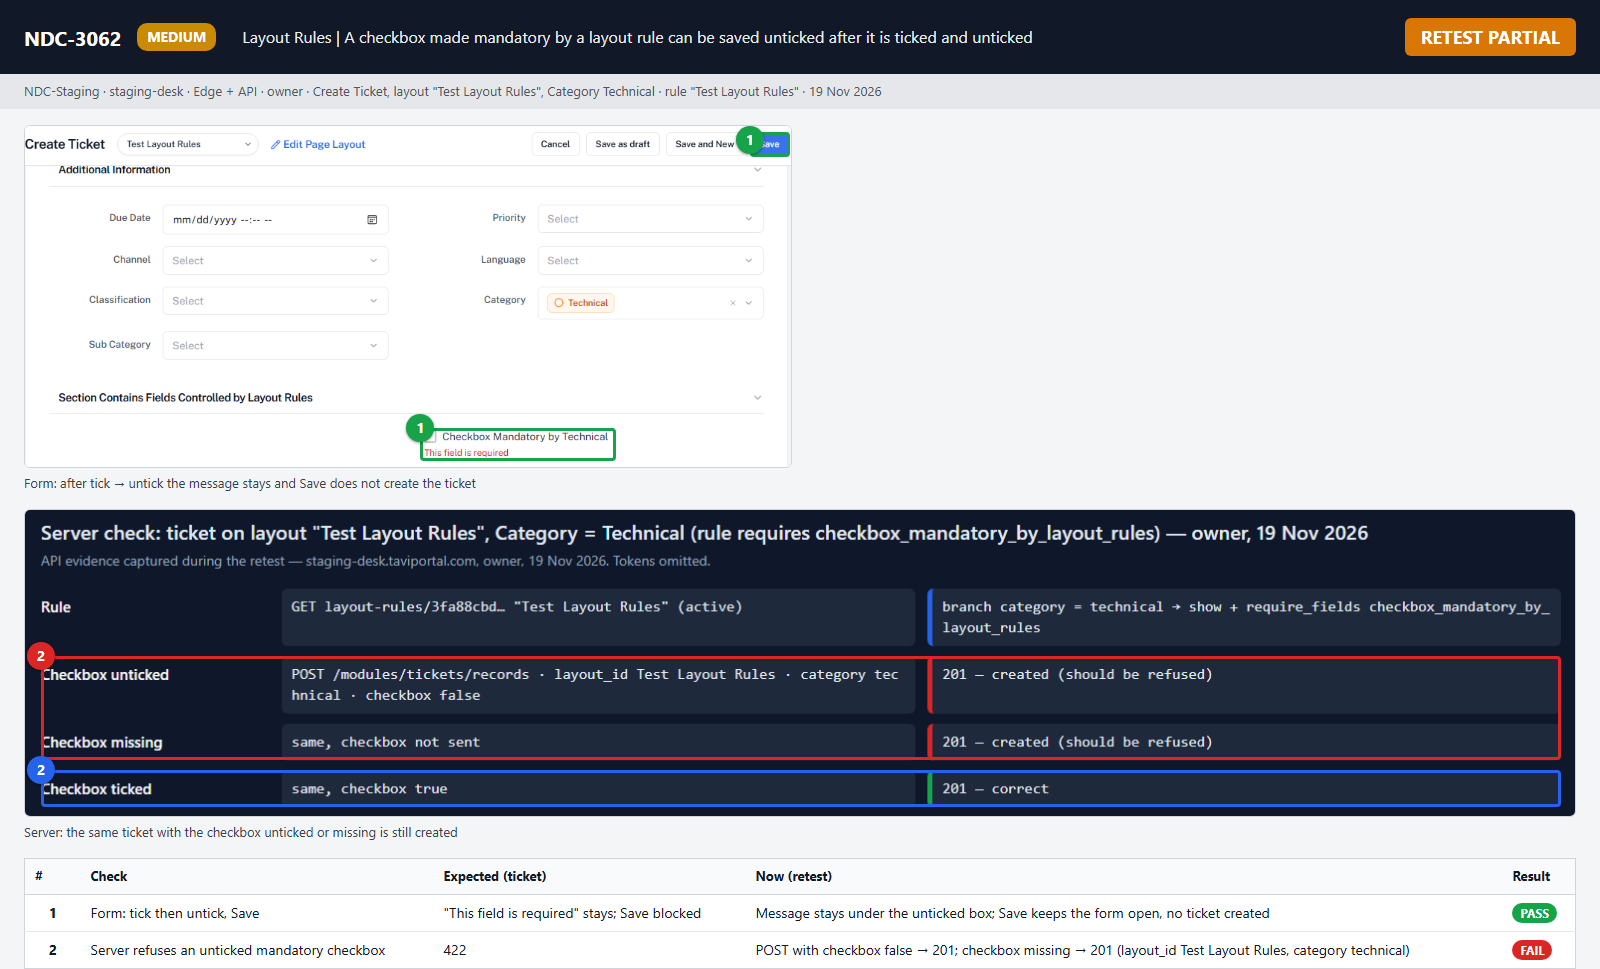 NDC-3062 MEDIUM Layout Rules | A checkbox made mandatory by a layout rule can be saved unticked after it is ticked and unticked RETEST PARTIAL
NDC-Staging · staging-desk · Edge + API · owner · Create Ticket, layout "Test Layout Rules", Category Technical · rule "Test Layout Rules" · 19 Nov 2026
Create Ticket Test Layout Rules Edit Page Layout Cancel Save as draft Save and New 1 Save
Additional Information
Due Date mm/dd/yyyy --:-- -- Priority Select
Channel Select Language Select
Classification Select Category Technical
Sub Category Select
Section Contains Fields Controlled by Layout Rules
1 Checkbox Mandatory by Technical
This field is required
Form: after tick → untick the message stays and Save does not create the ticket
Server check: ticket on layout "Test Layout Rules", Category = Technical (rule requires checkbox_mandatory_by_layout_rules) — owner, 19 Nov 2026
API evidence captured during the retest — staging-desk.taviportal.com, owner, 19 Nov 2026. Tokens omitted.
Rule GET layout-rules/3fa88cbd… "Test Layout Rules" (active) branch category = technical → show + require_fields checkbox_mandatory_by_
layout_rules
2
Checkbox unticked POST /modules/tickets/records · layout_id Test Layout Rules · category tec 201 — created (should be refused)
hnical · checkbox false
Checkbox missing same, checkbox not sent 201 — created (should be refused)
2
Checkbox ticked same, checkbox true 201 — correct
Server: the same ticket with the checkbox unticked or missing is still created
# Check Expected (ticket) Now (retest) Result
1 Form: tick then untick, Save "This field is required" stays; Save blocked Message stays under the unticked box; Save keeps the form open, no ticket created PASS
2 Server refuses an unticked mandatory checkbox 422 POST with checkbox false → 201; checkbox missing → 201 (layout_id Test Layout Rules, category technical) FAIL